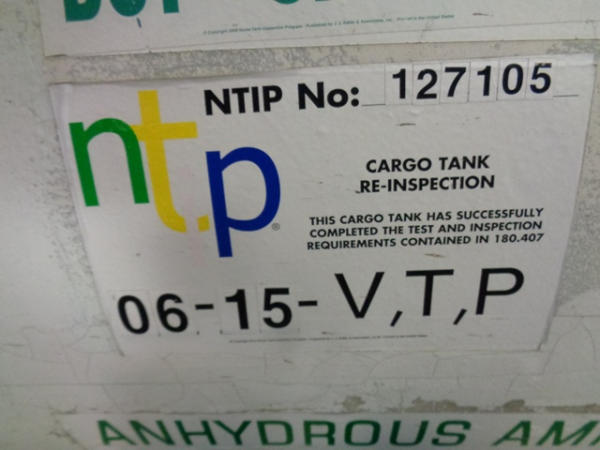 NTIP No: 127105
ntp®
CARGO TANK
RE-INSPECTION
THIS CARGO TANK HAS SUCCESSFULLY
COMPLETED THE TEST AND INSPECTION
REQUIREMENTS CONTAINED IN 180.407
06-15-V,T,P
ANHYDROUS AM